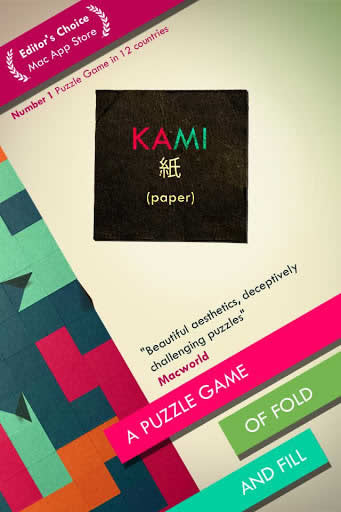 Editor's Choice
Mac App Store
Number 1 Puzzle Game in 12 countries
KAMI
紙
(paper)
"Beautiful aesthetics, deceptively
challenging puzzles"
Macworld
A PUZZLE GAME
OF FOLD
AND FILL